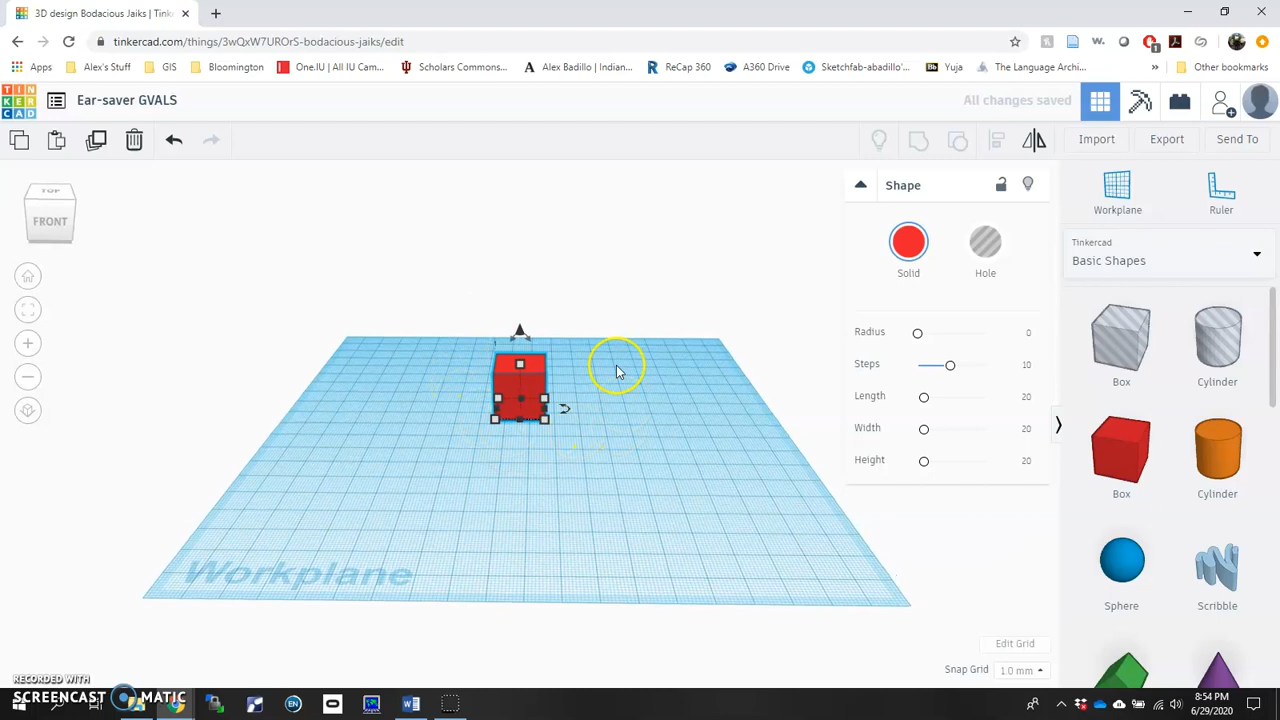 3D design Bodacious Jaiks | Tink
tinkercad.com/things/3wQxW7UROrS-bodacious-jaiks/edit
Apps Alex's Stuff GIS Bloomington One.IU | All IU Cam... Scholars Commons... Alex Badillo | Indian... ReCap 360 A360 Drive Sketchfab-abadillo'... Yuja The Language Archi... » Other bookmarks
TIN
KER
CAD
Ear-saver GVALS
All changes saved
Import Export Send To
TOP
FRONT
Shape
Solid Hole
Radius 0
Steps 10
Length 20
Width 20
Height 20
Workplane Ruler
Tinkercad
Basic Shapes
Box Cylinder
Box Cylinder
Sphere Scribble
Workplane
Edit Grid
Snap Grid 1.0 mm
RECORDED WITH
SCREENCAST MATIC
EN
8:54 PM
6/29/2020